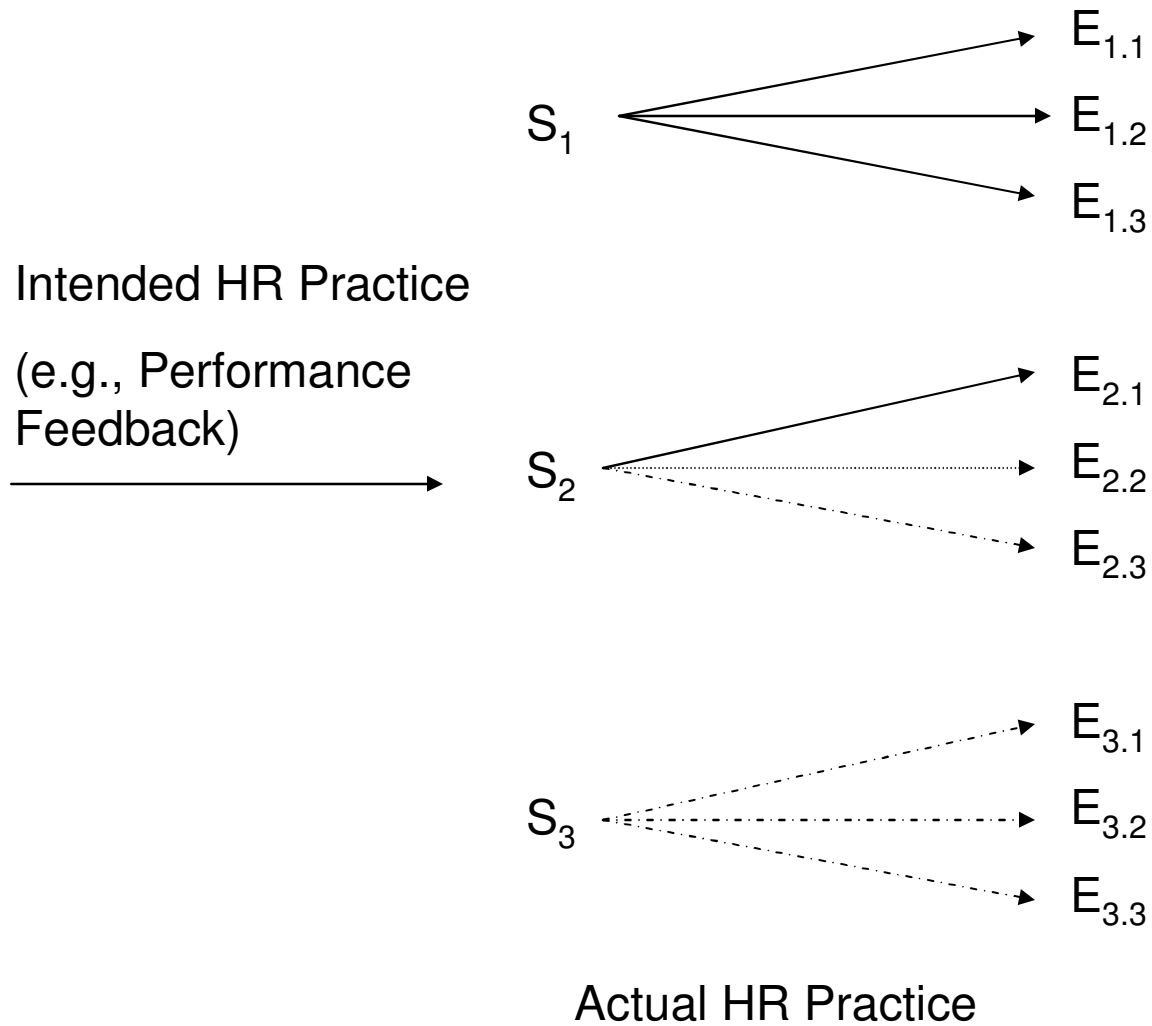 E1.1
S1
E1.2
E1.3
Intended HR Practice
(e.g., Performance
Feedback)
E2.1
S2
E2.2
E2.3
E3.1
S3
E3.2
E3.3
Actual HR Practice